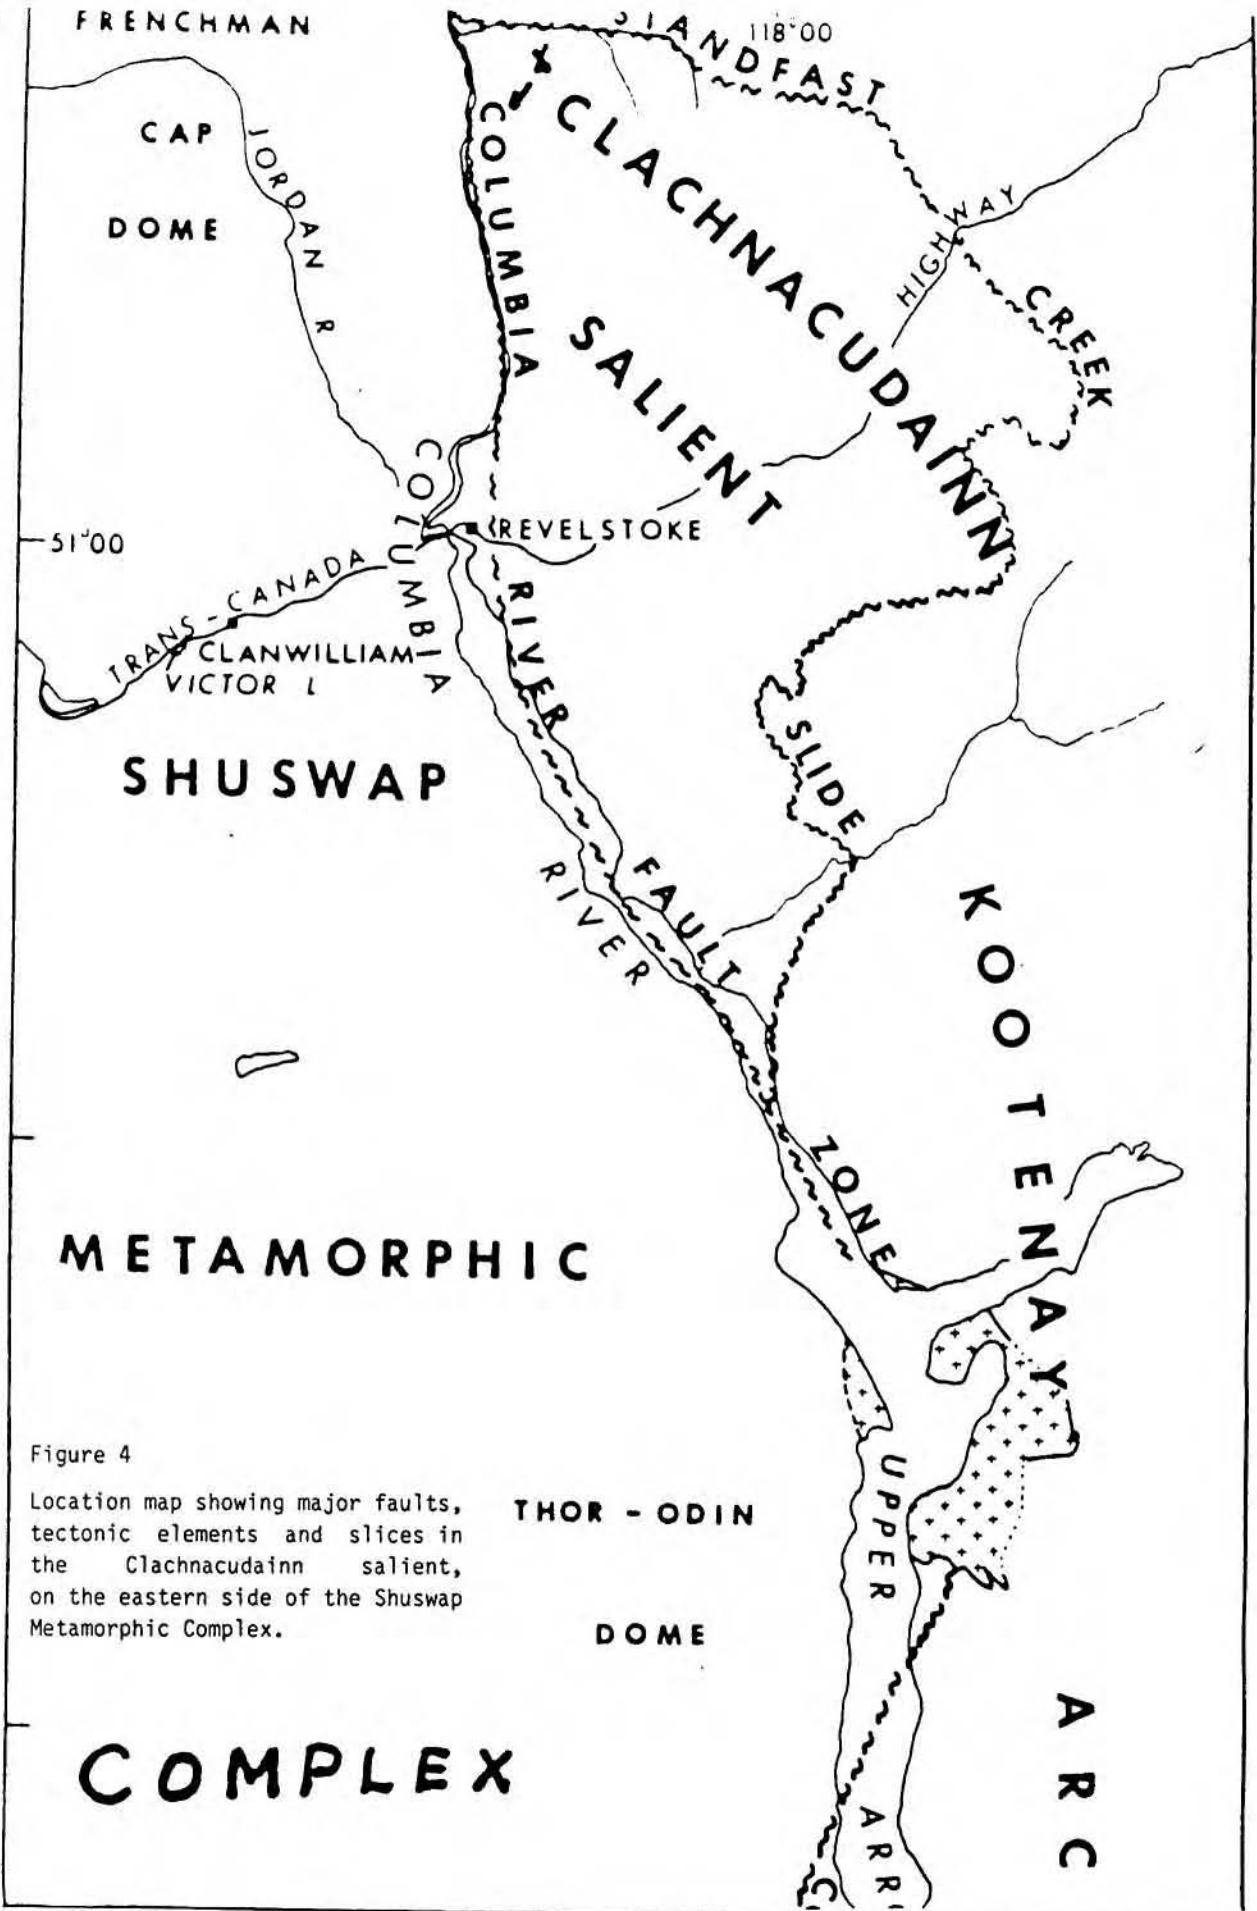 FRENCHMAN
CAP
DOME
JORDAN R
118°00
STANDFAST
CREEK
SLIDE
COLUMBIA
RIVER
FAULT
ZONE
CLACHNACUDAINN
SALIENT
HIGHWAY
COLUMBIA
RIVER
REVELSTOKE
51°00
TRANS-CANADA
CLANWILLIAM
VICTOR L
SHUSWAP
METAMORPHIC
COMPLEX
KOOTENAY
ARC
THOR - ODIN
DOME
UPPER
ARR
C
Figure 4
Location map showing major faults,
tectonic elements and slices in
the Clachnacudainn salient,
on the eastern side of the Shuswap
Metamorphic Complex.